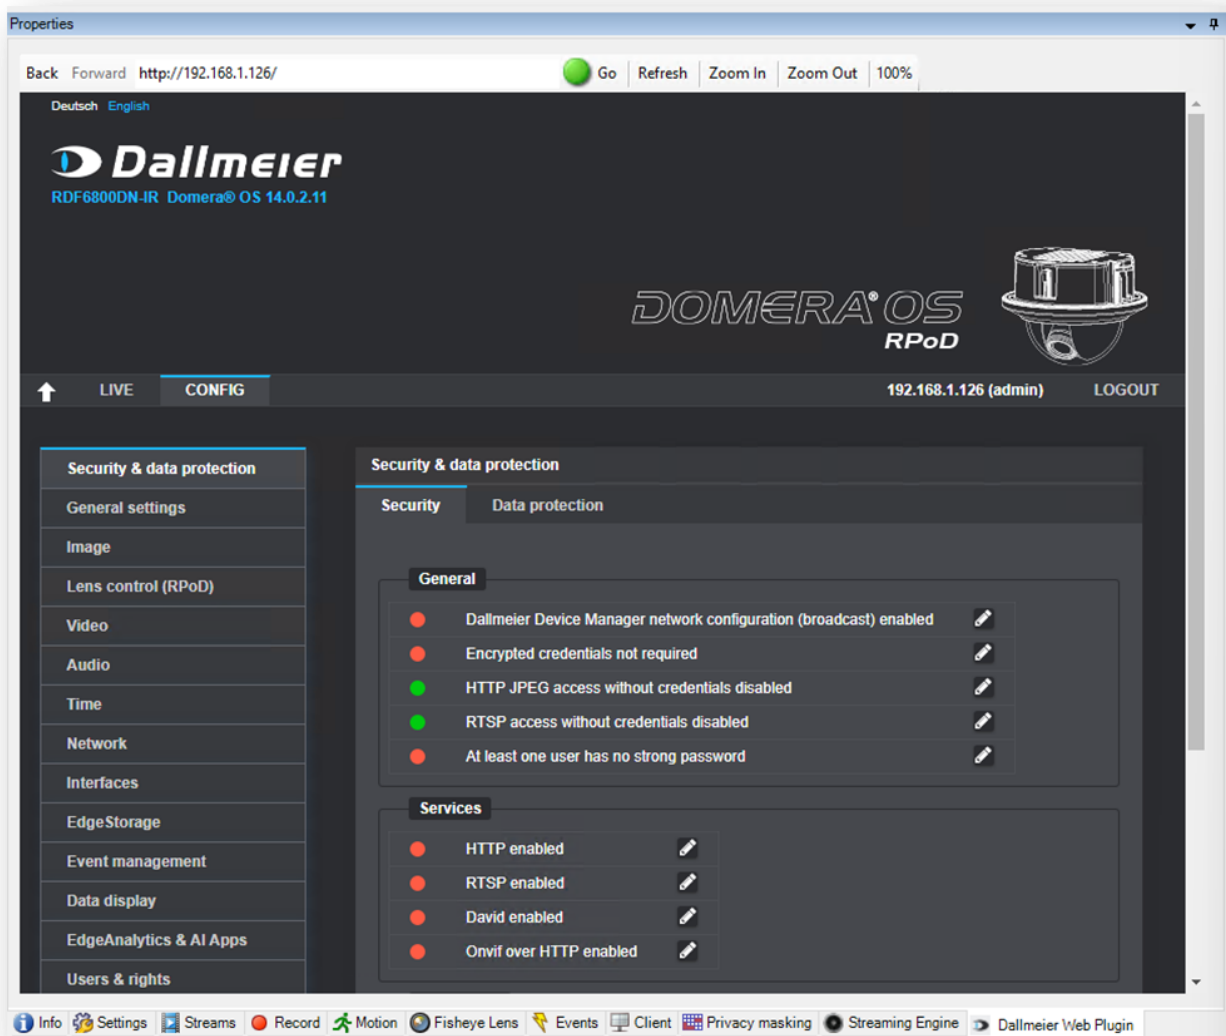 Properties
Back Forward http://192.168.1.126/ Go Refresh Zoom In Zoom Out 100%
Deutsch English
Dallmeier
RDF6800DN-IR Domera® OS 14.0.2.11
DOMERA® OS
RPoD
LIVE CONFIG 192.168.1.126 (admin) LOGOUT
Security & data protection
General settings
Image
Lens control (RPoD)
Video
Audio
Time
Network
Interfaces
EdgeStorage
Event management
Data display
EdgeAnalytics & AI Apps
Users & rights
Security & data protection
Security Data protection
General
Dallmeier Device Manager network configuration (broadcast) enabled
Encrypted credentials not required
HTTP JPEG access without credentials disabled
RTSP access without credentials disabled
At least one user has no strong password
Services
HTTP enabled
RTSP enabled
David enabled
Onvif over HTTP enabled
Info Settings Streams Record Motion Fisheye Lens Events Client Privacy masking Streaming Engine Dallmeier Web Plugin